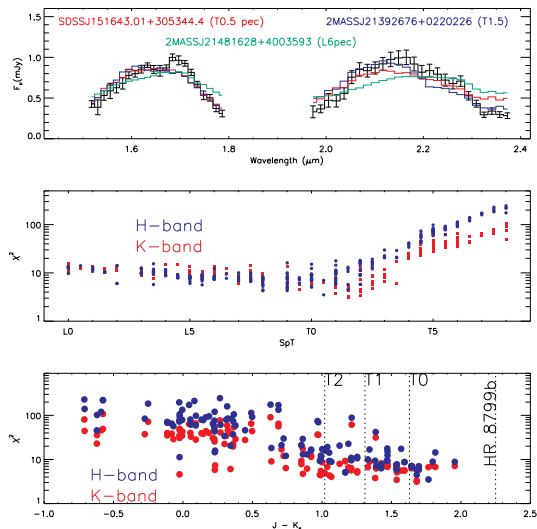 SDSSJ151643.01+305344.4 (T0.5 pec)
2MASSJ21392676+0220226 (T1.5)
2MASSJ21481628+4003593 (L6pec)
Fν(mJy)
1.5
1.0
0.5
0.0
1.6 1.8 2.0 2.2 2.4
Wavelength (μm)
H-band
K-band
χ²
100
10
1
L0 L5 T0 T5
SpT
T2 T1 T0
HR 8799b
χ²
100
10
1
H-band
K-band
-1.0 -0.5 0.0 0.5 1.0 1.5 2.0 2.5